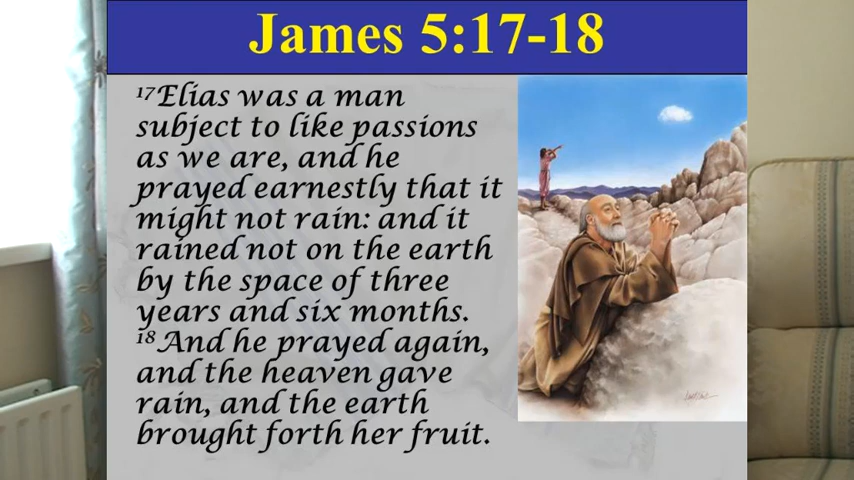 James 5:17-18
17Elias was a man
subject to like passions
as we are, and he
prayed earnestly that it
might not rain: and it
rained not on the earth
by the space of three
years and six months.
18And he prayed again,
and the heaven gave
rain, and the earth
brought forth her fruit.